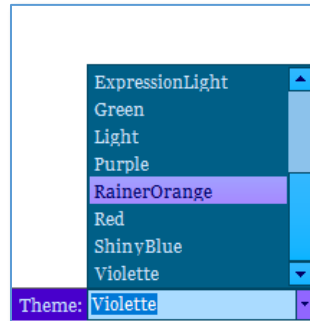 ExpressionLight
Green
Light
Purple
RainerOrange
Red
ShinyBlue
Violette
Theme: Violette